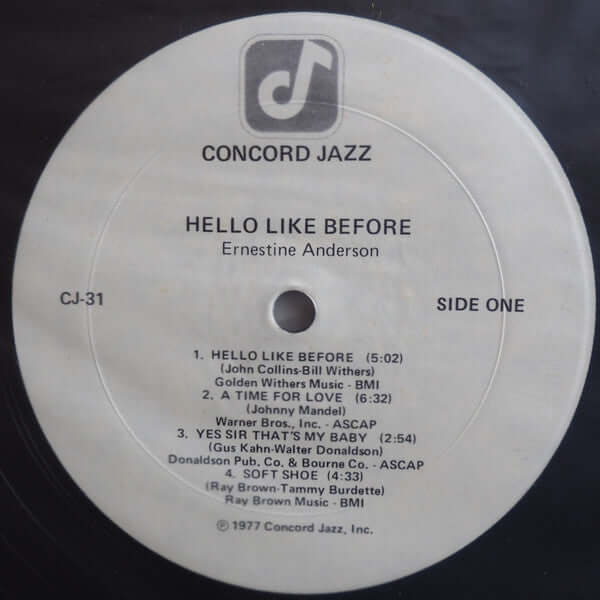 CONCORD JAZZ
HELLO LIKE BEFORE
Ernestine Anderson
CJ-31
SIDE ONE
1. HELLO LIKE BEFORE (5:02)
(John Collins-Bill Withers)
Golden Withers Music - BMI
2. A TIME FOR LOVE (6:32)
(Johnny Mandel)
Warner Bros., Inc. - ASCAP
3. YES SIR THAT'S MY BABY (2:54)
(Gus Kahn-Walter Donaldson)
Donaldson Pub. Co. & Bourne Co. - ASCAP
4. SOFT SHOE (4:33)
(Ray Brown-Tammy Burdette)
Ray Brown Music - BMI
℗ 1977 Concord Jazz, Inc.